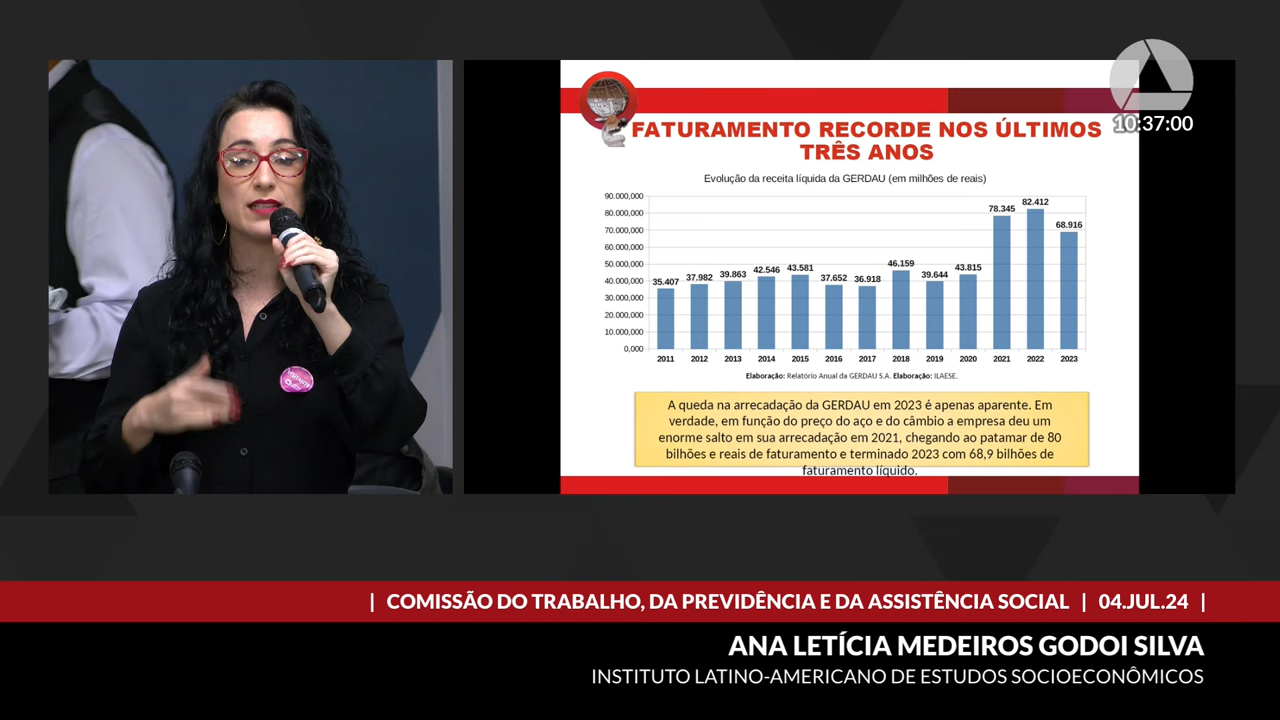 10:37:00
FATURAMENTO RECORDE NOS ÚLTIMOS
TRÊS ANOS
Evolução da receita líquida da GERDAU (em milhões de reais)
90.000,000
80.000,000
70.000,000
60.000,000
50.000,000
40.000,000
30.000,000
20.000,000
10.000,000
0,000
35.407
37.982
39.863
42.546
43.581
37.652
36.918
46.159
39.644
43.815
78.345
82.412
68.916
2011 2012 2013 2014 2015 2016 2017 2018 2019 2020 2021 2022 2023
Elaboração: Relatório Anual da GERDAU S.A. Elaboração: ILAESE.
A queda na arrecadação da GERDAU em 2023 é apenas aparente. Em
verdade, em função do preço do aço e do câmbio a empresa deu um
enorme salto em sua arrecadação em 2021, chegando ao patamar de 80
bilhões e reais de faturamento e terminado 2023 com 68,9 bilhões de
faturamento líquido.
| COMISSÃO DO TRABALHO, DA PREVIDÊNCIA E DA ASSISTÊNCIA SOCIAL | 04.JUL.24 |
ANA LETÍCIA MEDEIROS GODOI SILVA
INSTITUTO LATINO-AMERICANO DE ESTUDOS SOCIOECONÔMICOS